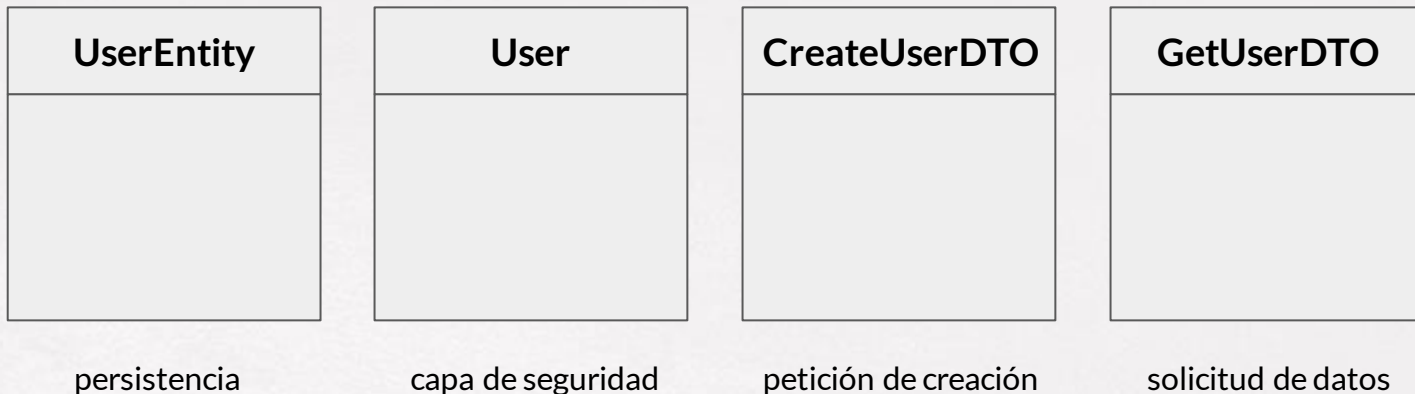 UserEntity
User
CreateUserDTO
GetUserDTO
persistencia
capa de seguridad
petición de creación
solicitud de datos